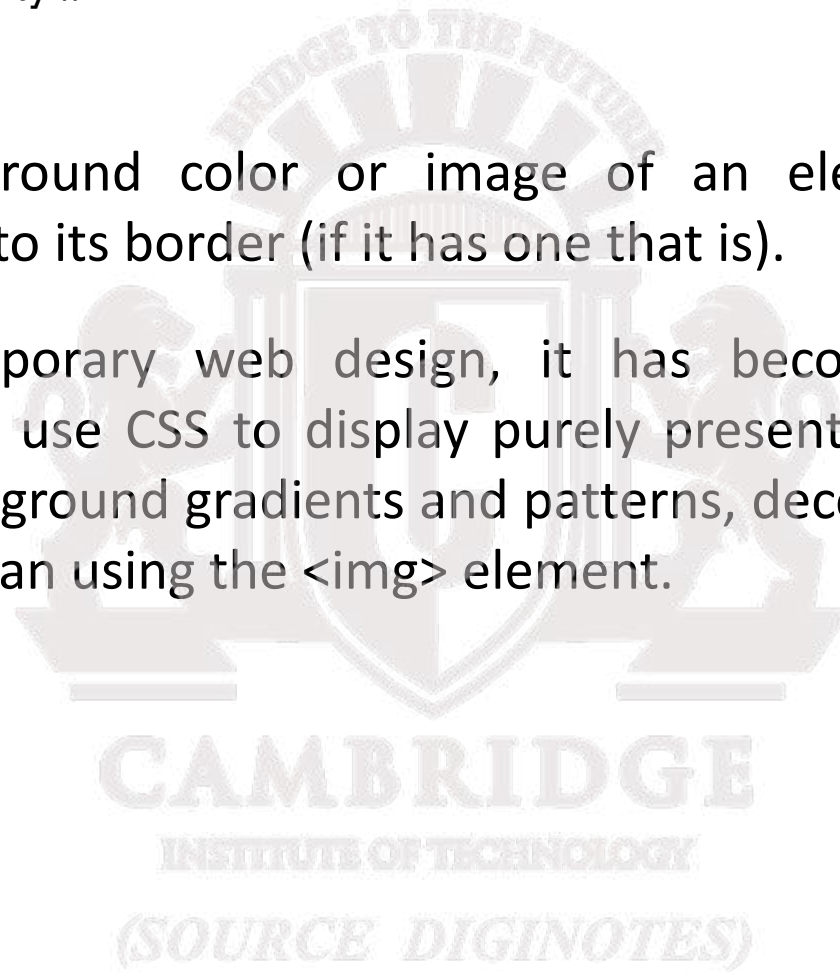 BRIDGE TO THE FUTURE
round color or image of an ele
to its border (if it has one that is).
porary web design, it has beco
use CSS to display purely present
ground gradients and patterns, deco
an using the <img> element.
CAMBRIDGE
INSTITUTE OF TECHNOLOGY
(SOURCE DIGINOTES)